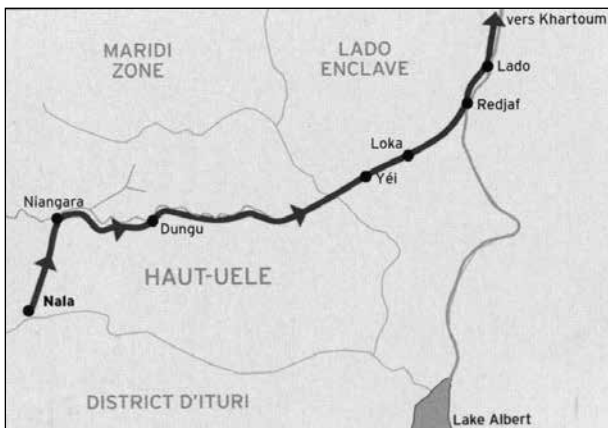 vers Khartoum
MARIDI
ZONE
LADO
ENCLAVE
Lado
Redjaf
Loka
Yéi
Niangara
Dungu
HAUT-UELE
Nala
DISTRICT D'ITURI
Lake Albert